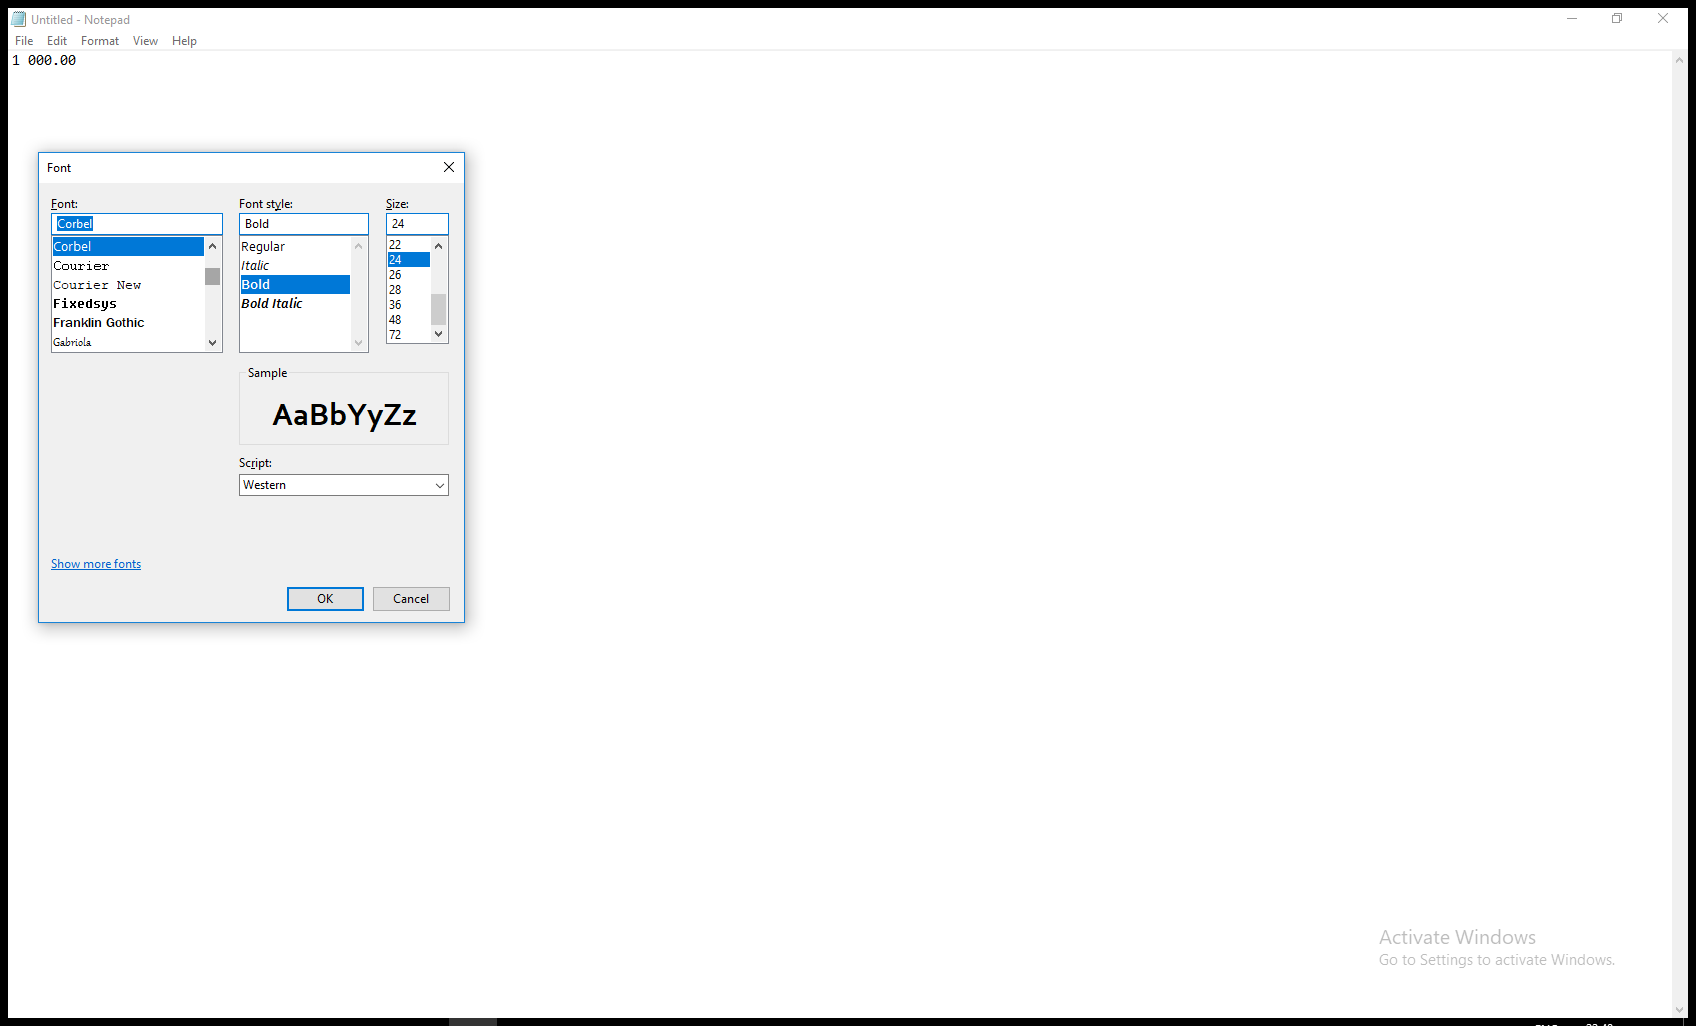 Untitled - Notepad
File Edit Format View Help
1 000.00
Font
Font: Font style: Size:
Corbel Bold 24
Corbel
Courier
Courier New
Fixedsys
Franklin Gothic
Gabriola
Regular
Italic
Bold
Bold Italic
22
24
26
28
36
48
72
Sample
AaBbYyZz
Script:
Western
Show more fonts
OK Cancel
Activate Windows
Go to Settings to activate Windows.